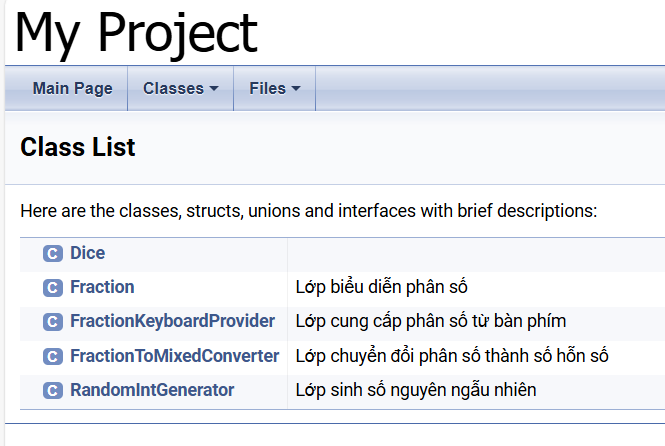 My Project
Main Page Classes Files
Class List
Here are the classes, structs, unions and interfaces with brief descriptions:
C Dice
C Fraction Lớp biểu diễn phân số
C FractionKeyboardProvider Lớp cung cấp phân số từ bàn phím
C FractionToMixedConverter Lớp chuyển đổi phân số thành số hỗn số
C RandomIntGenerator Lớp sinh số nguyên ngẫu nhiên